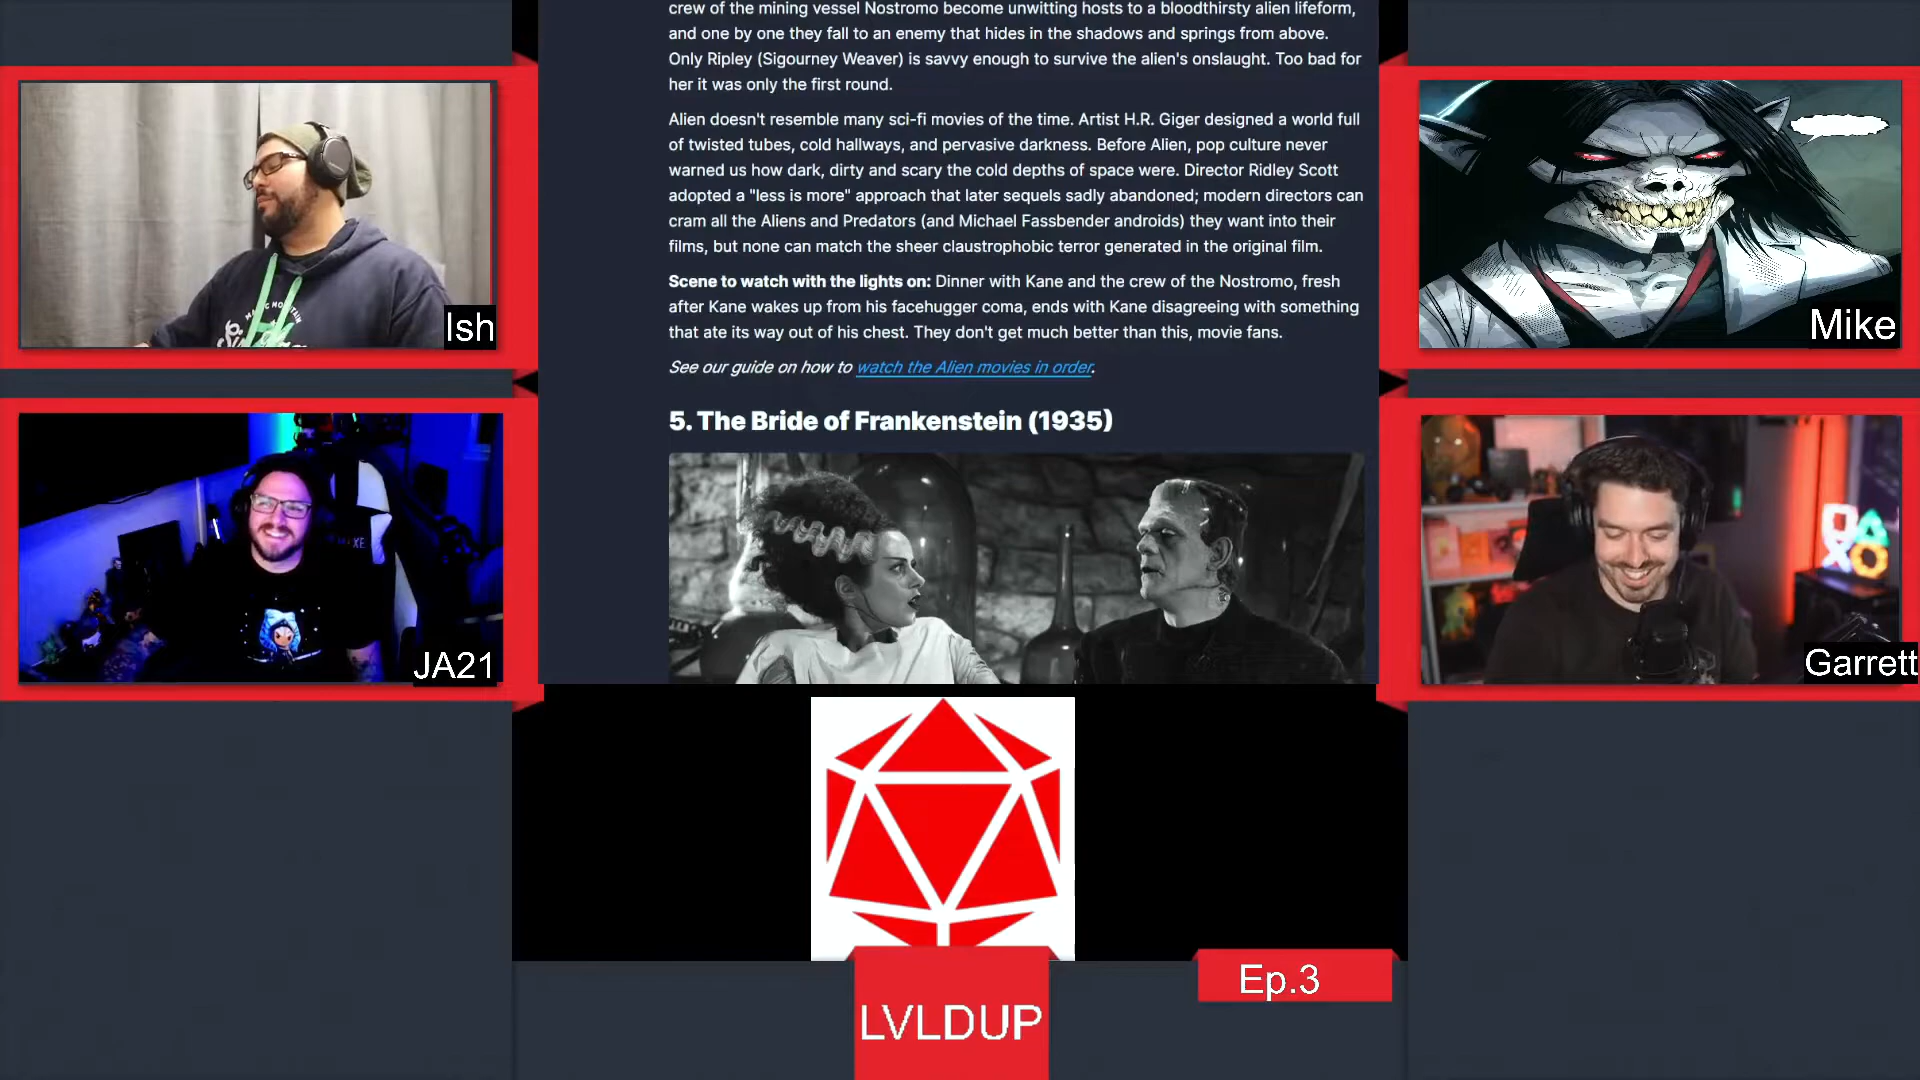 crew of the mining vessel Nostromo become unwitting hosts to a bloodthirsty alien lifeform,
and one by one they fall to an enemy that hides in the shadows and springs from above.
Only Ripley (Sigourney Weaver) is savvy enough to survive the alien's onslaught. Too bad for
her it was only the first round.
Alien doesn't resemble many sci-fi movies of the time. Artist H.R. Giger designed a world full
of twisted tubes, cold hallways, and pervasive darkness. Before Alien, pop culture never
warned us how dark, dirty and scary the cold depths of space were. Director Ridley Scott
adopted a "less is more" approach that later sequels sadly abandoned; modern directors can
cram all the Aliens and Predators (and Michael Fassbender androids) they want into their
films, but none can match the sheer claustrophobic terror generated in the original film.
Scene to watch with the lights on: Dinner with Kane and the crew of the Nostromo, fresh
after Kane wakes up from his facehugger coma, ends with Kane disagreeing with something
that ate its way out of his chest. They don't get much better than this, movie fans.
See our guide on how to watch the Alien movies in order.
5. The Bride of Frankenstein (1935)
Ish
Mike
JA21
Garrett
Ep.3
LVLDUP